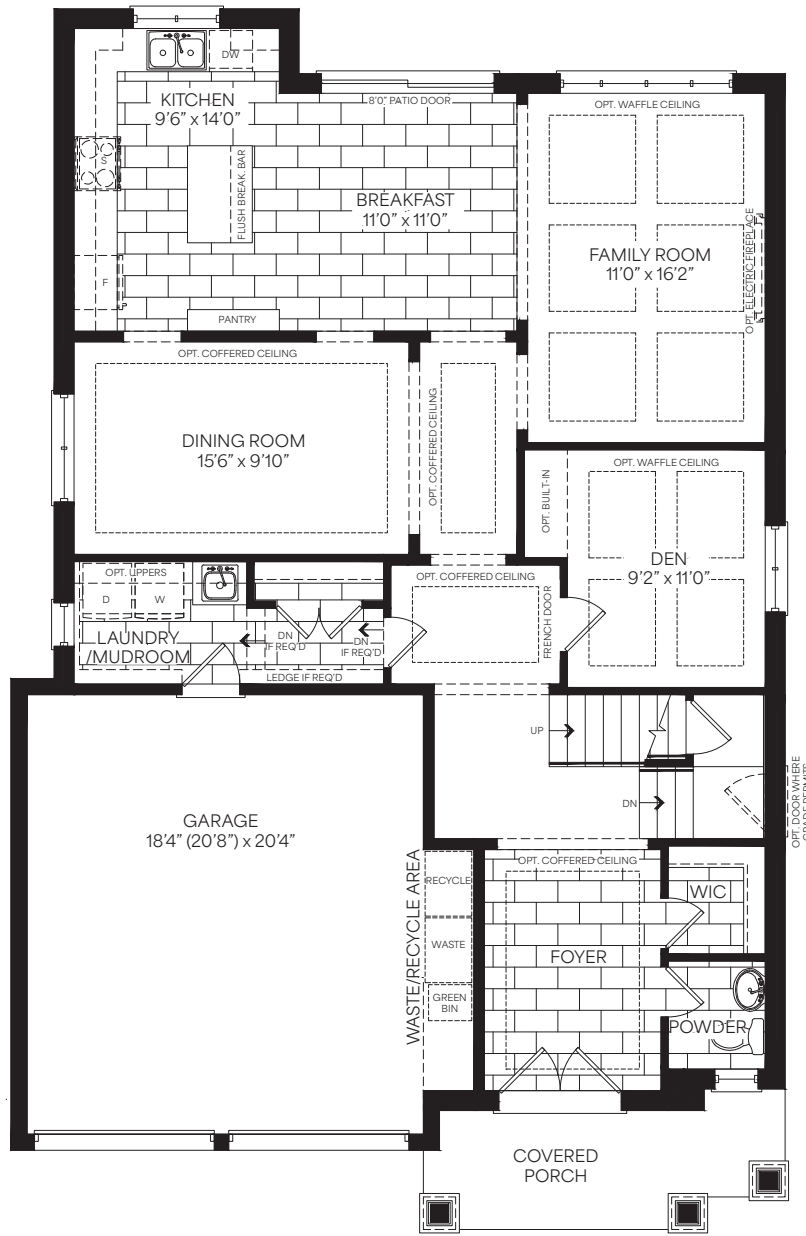 DW
KITCHEN
9’6” x 14’0”
8’0” PATIO DOOR
OPT. WAFFLE CEILING
S
FLUSH BREAK. BAR
BREAKFAST
11’0” x 11’0”
FAMILY ROOM
11’0” x 16’2”
OPT. ELECTRIC FIREPLACE
F
PANTRY
OPT. COFFERED CEILING
DINING ROOM
15’6” x 9’10”
OPT. COFFERED CEILING
OPT. WAFFLE CEILING
OPT. BUILT-IN
DEN
9’2” x 11’0”
OPT. UPPERS
D
W
LAUNDRY
/MUDROOM
DN
IF REQ'D
DN
IF REQ'D
LEDGE IF REQ'D
OPT. COFFERED CEILING
FRENCH DOOR
UP
DN
OPT. DOOR WHERE
GRADE PERMITS
GARAGE
18’4” (20’8”) x 20’4”
WASTE/RECYCLE AREA
RECYCLE
WASTE
GREEN
BIN
OPT. COFFERED CEILING
FOYER
WIC
POWDER
COVERED
PORCH